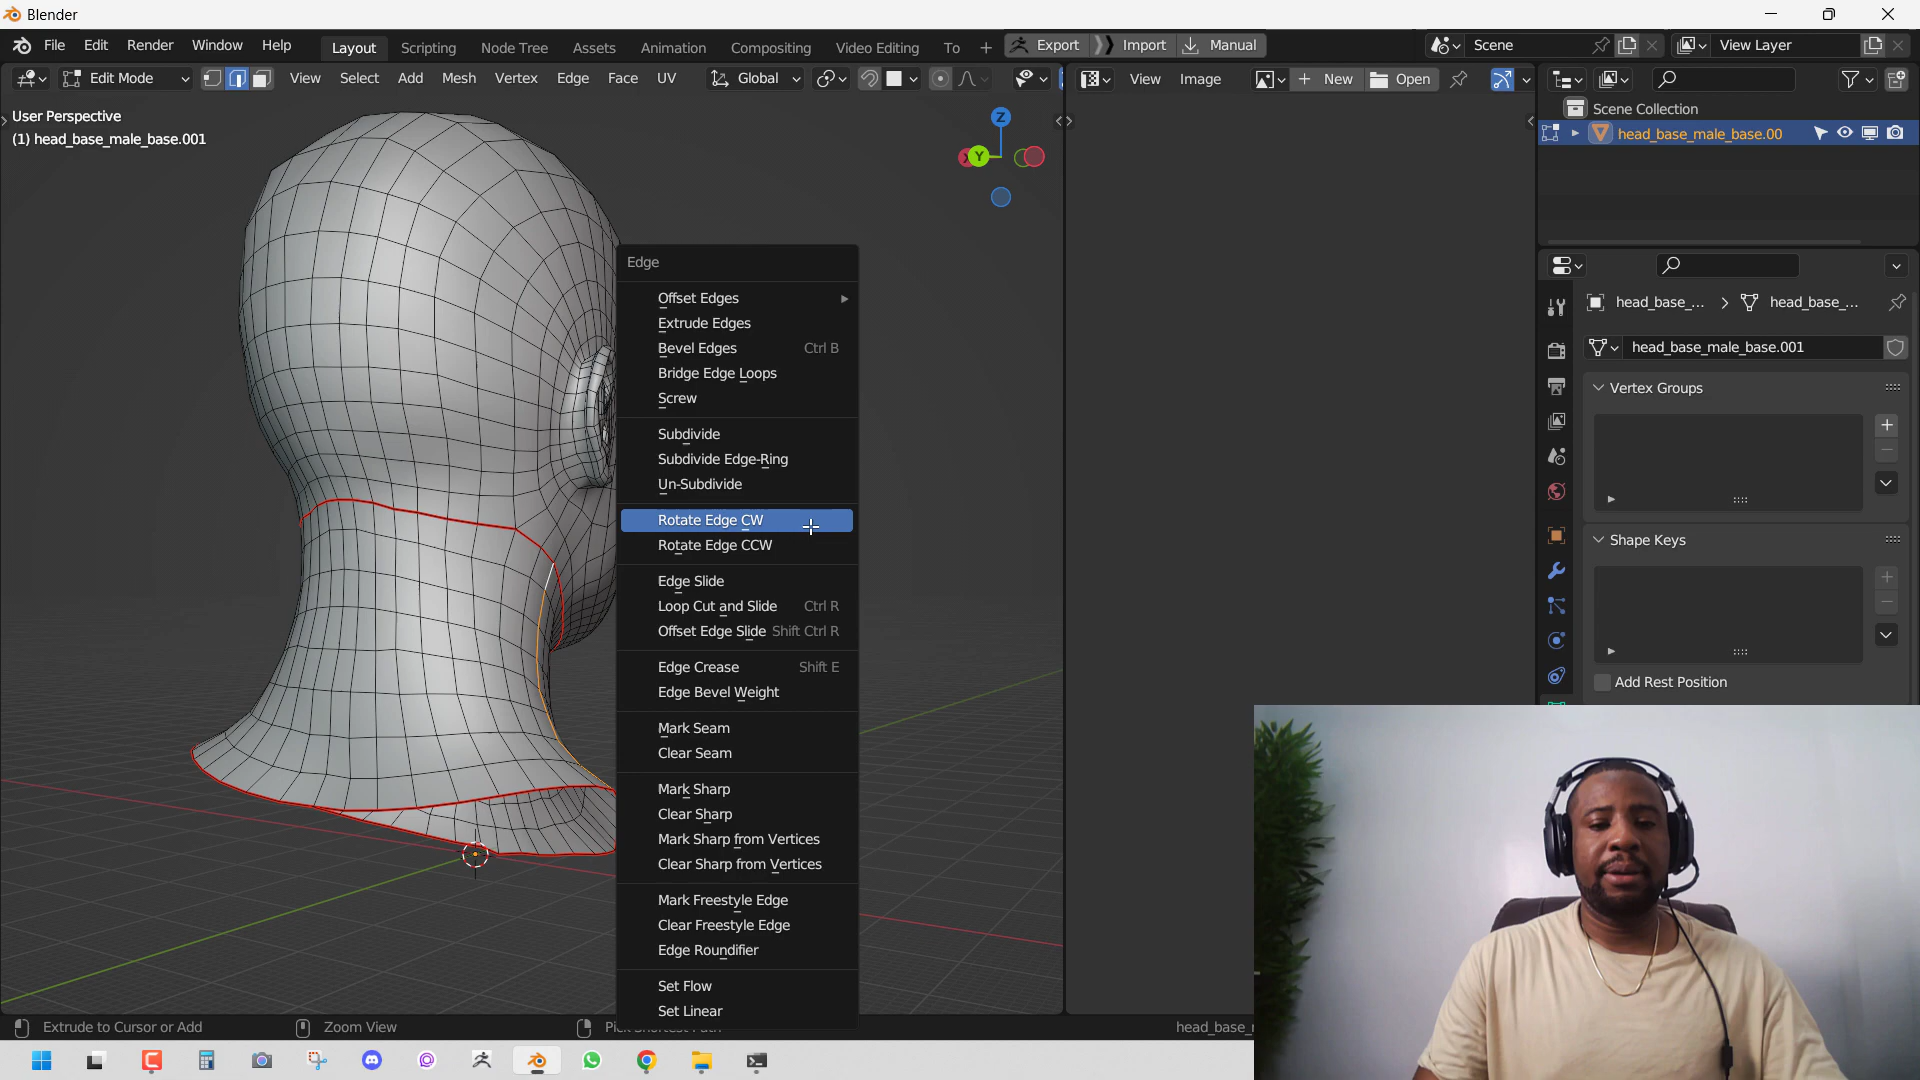 Blender
File Edit Render Window Help Layout Scripting Node Tree Assets Animation Compositing Video Editing To Export Import Manual Scene View Layer
Edit Mode View Select Add Mesh Vertex Edge Face UV Global View Image New Open
User Perspective
(1) head_base_male_base.001
Z
X Y
Scene Collection
head_base_male_base.00
head_base_... head_base_...
head_base_male_base.001
Vertex Groups
Shape Keys
Add Rest Position
Edge
Offset Edges
Extrude Edges
Bevel Edges Ctrl B
Bridge Edge Loops
Screw
Subdivide
Subdivide Edge-Ring
Un-Subdivide
Rotate Edge CW
Rotate Edge CCW
Edge Slide
Loop Cut and Slide Ctrl R
Offset Edge Slide Shift Ctrl R
Edge Crease Shift E
Edge Bevel Weight
Mark Seam
Clear Seam
Mark Sharp
Clear Sharp
Mark Sharp from Vertices
Clear Sharp from Vertices
Mark Freestyle Edge
Clear Freestyle Edge
Edge Roundifier
Set Flow
Set Linear
Extrude to Cursor or Add Zoom View Pick Shortest Path head_base_